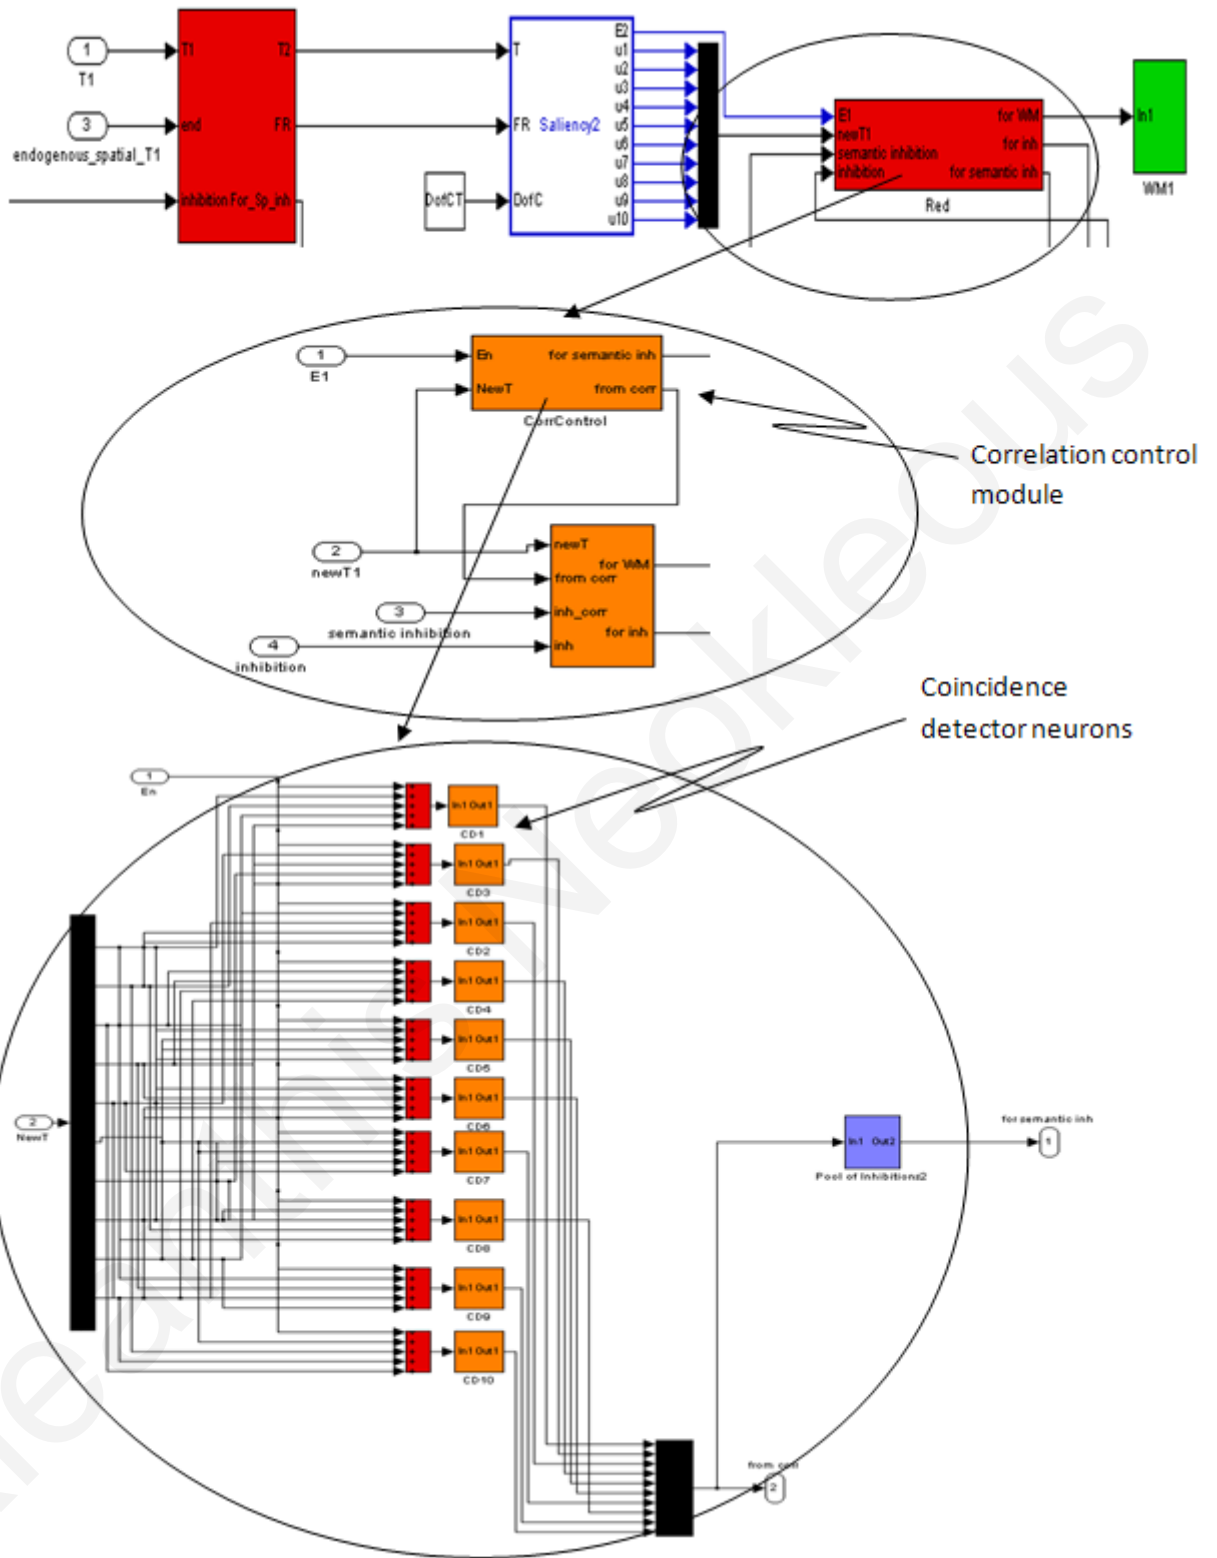 1
T1
3
endogenous_spatial_T1
T1
T2
end
FR
inhibition For_Sp_inh
DofCT
T
FR
DofC
Saliency2
E2
u1
u2
u3
u4
u5
u6
u7
u8
u9
u10
E1
newT1
semantic inhibition
inhibition
for WM
for inh
for semantic inh
Red
In1
WM1
1
E1
En
for semantic inh
NewT
from corr
CorrControl
Correlation control
module
2
newT1
3
semantic inhibition
4
inhibition
newT
for WM
from corr
inh_corr
for inh
inh
Coincidence
detector neurons
1
En
In1 Out1
CD1
In1 Out1
CD3
In1 Out1
CD2
In1 Out1
CD4
In1 Out1
CD5
In1 Out1
CD6
In1 Out1
CD7
In1 Out1
CD8
In1 Out1
CD9
In1 Out1
CD10
2
NewT
In1 Out2
Pool of Inhibitions2
for semantic inh
1
from corr
2
Kleanthis Neokleous